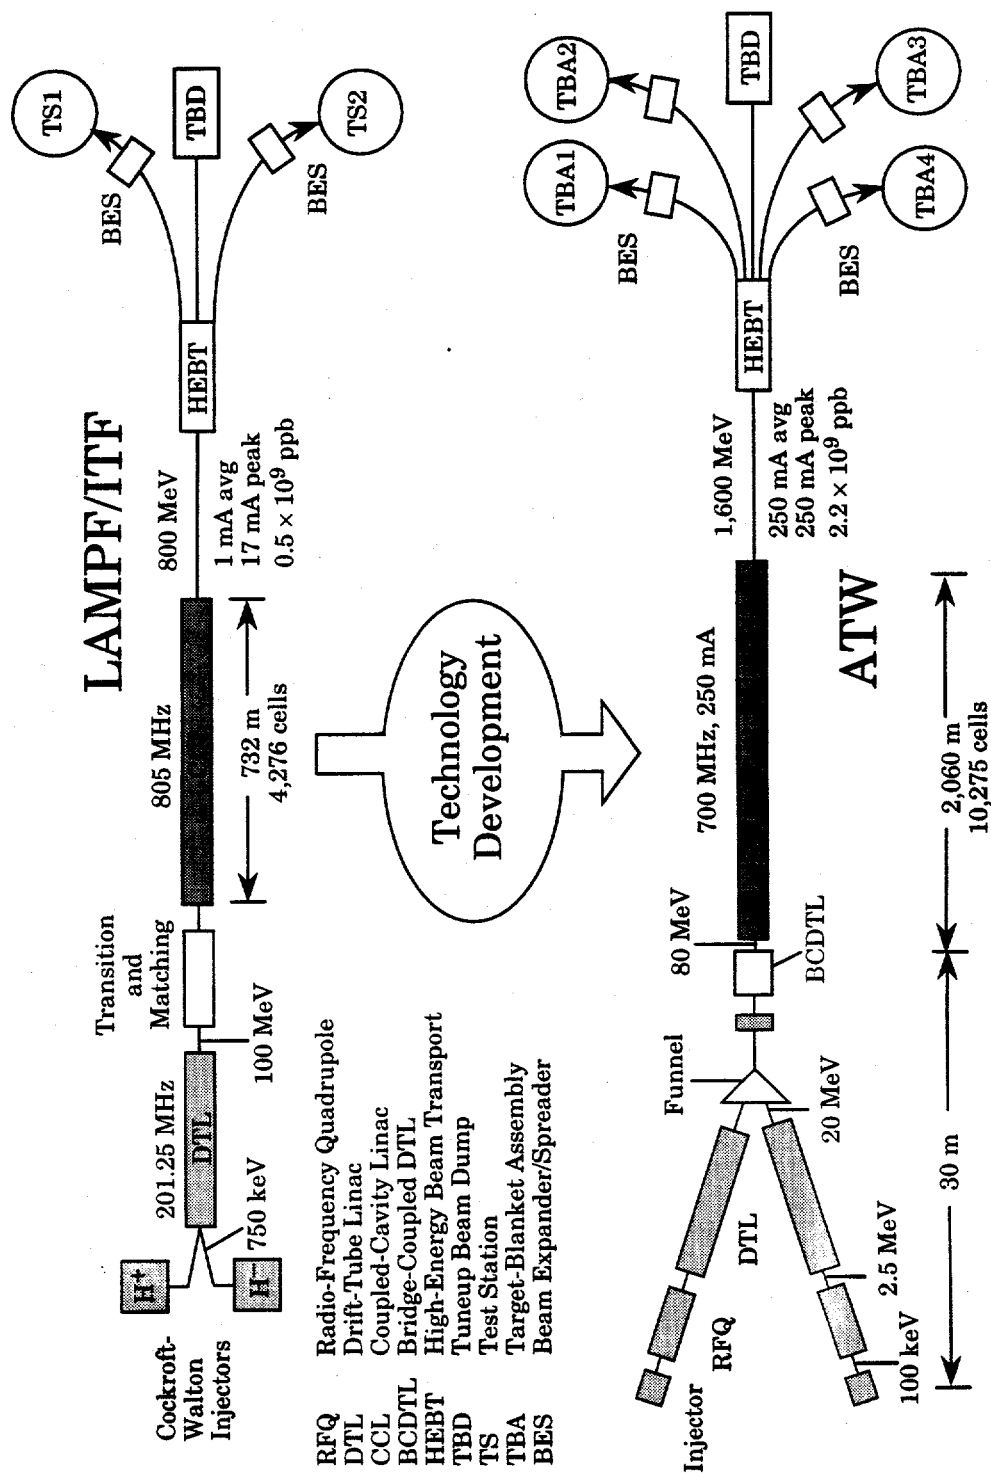 LAMPF/ITF
Cockroft-
Walton
Injectors
H+
H−
750 keV
201.25 MHz
DTL
100 MeV
Transition
and
Matching
805 MHz
732 m
4,276 cells
800 MeV
1 mA avg
17 mA peak
0.5 × 10⁹ ppb
HEBT
BES
BES
TS1
TBD
TS2
Technology
Development
RFQ Radio-Frequency Quadrupole
DTL Drift-Tube Linac
CCL Coupled-Cavity Linac
BCDTL Bridge-Coupled DTL
HEBT High-Energy Beam Transport
TBD Tuneup Beam Dump
TS Test Station
TBA Target-Blanket Assembly
BES Beam Expander/Spreader
ATW
Injector
RFQ
DTL
100 keV
2.5 MeV
20 MeV
Funnel
80 MeV
BCDTL
700 MHz, 250 mA
30 m
2,060 m
10,275 cells
1,600 MeV
250 mA avg
250 mA peak
2.2 × 10⁹ ppb
HEBT
BES
BES
TBA1
TBA2
TBD
TBA3
TBA4